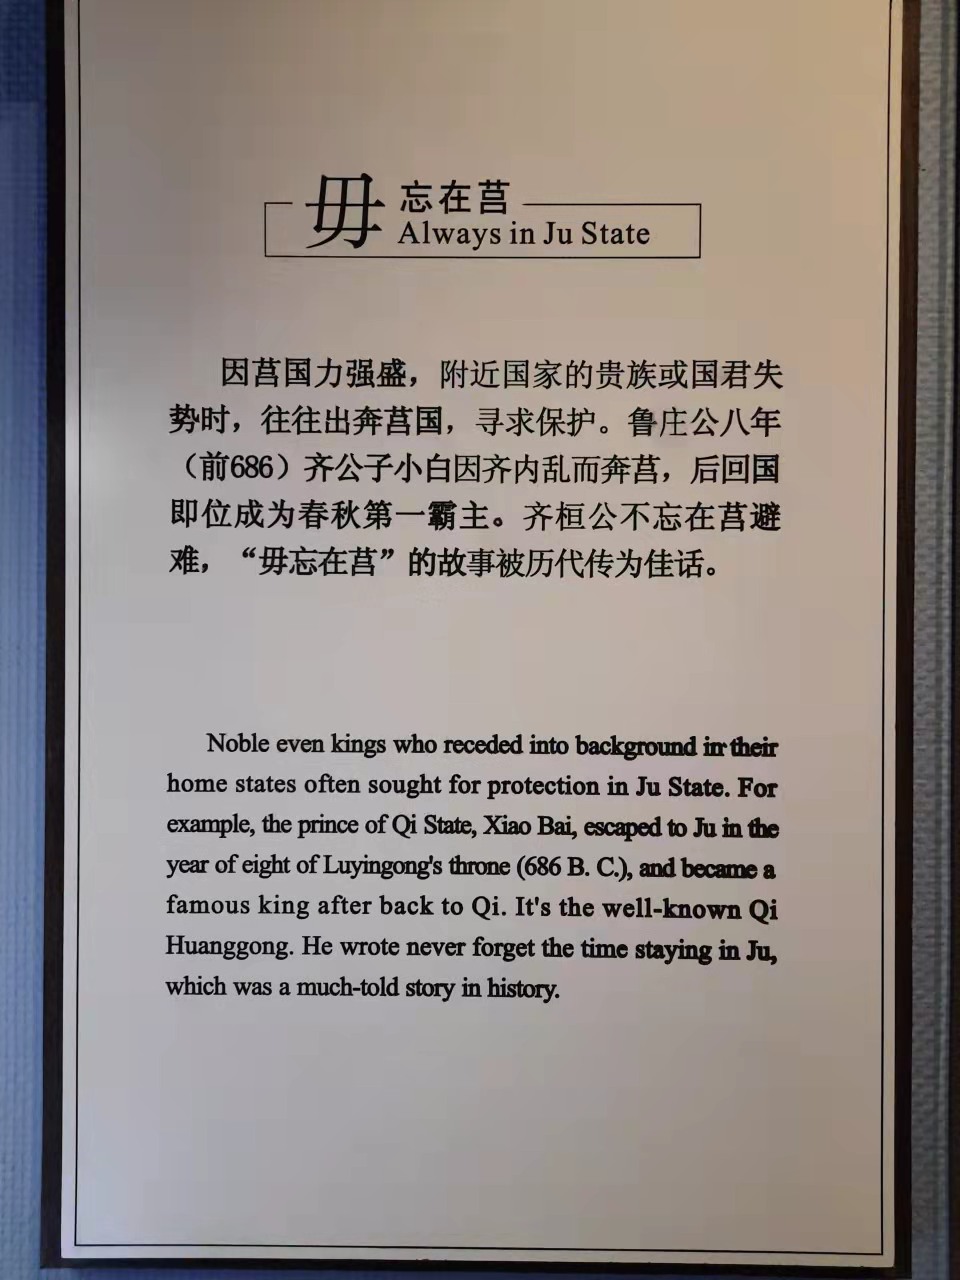 毋忘在莒
Always in Ju State
因莒国力强盛，附近国家的贵族或国君失
势时，往往出奔莒国，寻求保护。鲁庄公八年
（前686）齐公子小白因齐内乱而奔莒，后回国
即位成为春秋第一霸主。齐桓公不忘在莒避
难，“毋忘在莒”的故事被历代传为佳话。
Noble even kings who receded into background in their
home states often sought for protection in Ju State. For
example, the prince of Qi State, Xiao Bai, escaped to Ju in the
year of eight of Luyingong's throne (686 B. C.), and became a
famous king after back to Qi. It's the well-known Qi
Huanggong. He wrote never forget the time staying in Ju,
which was a much-told story in history.